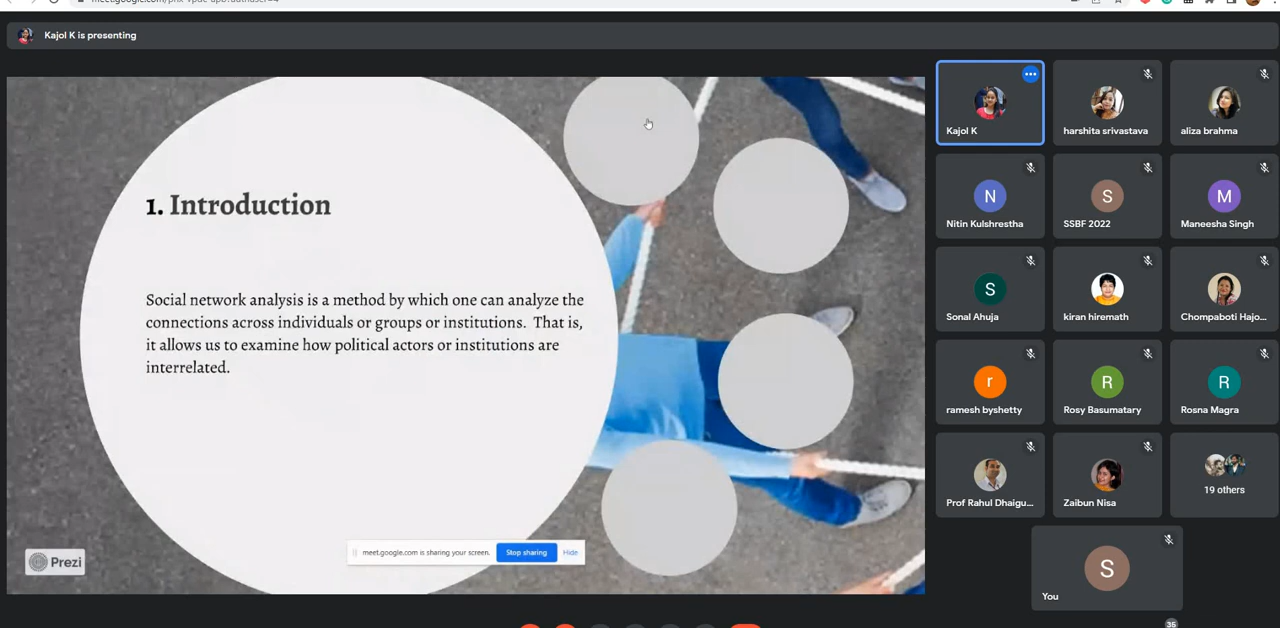 Kajol K is presenting
1. Introduction
Social network analysis is a method by which one can analyze the
connections across individuals or groups or institutions. That is,
it allows us to examine how political actors or institutions are
interrelated.
Prezi
meet.google.com is sharing your screen.
Stop sharing
Hide
Kajol K
harshita srivastava
aliza brahma
N
Nitin Kulshrestha
S
SSBF 2022
M
Maneesha Singh
S
Sonal Ahuja
kiran hiremath
Chompaboti Hajo...
r
ramesh byshetty
R
Rosy Basumatary
R
Rosna Magra
Prof Rahul Dhaigu...
Zaibun Nisa
19 others
S
You
35